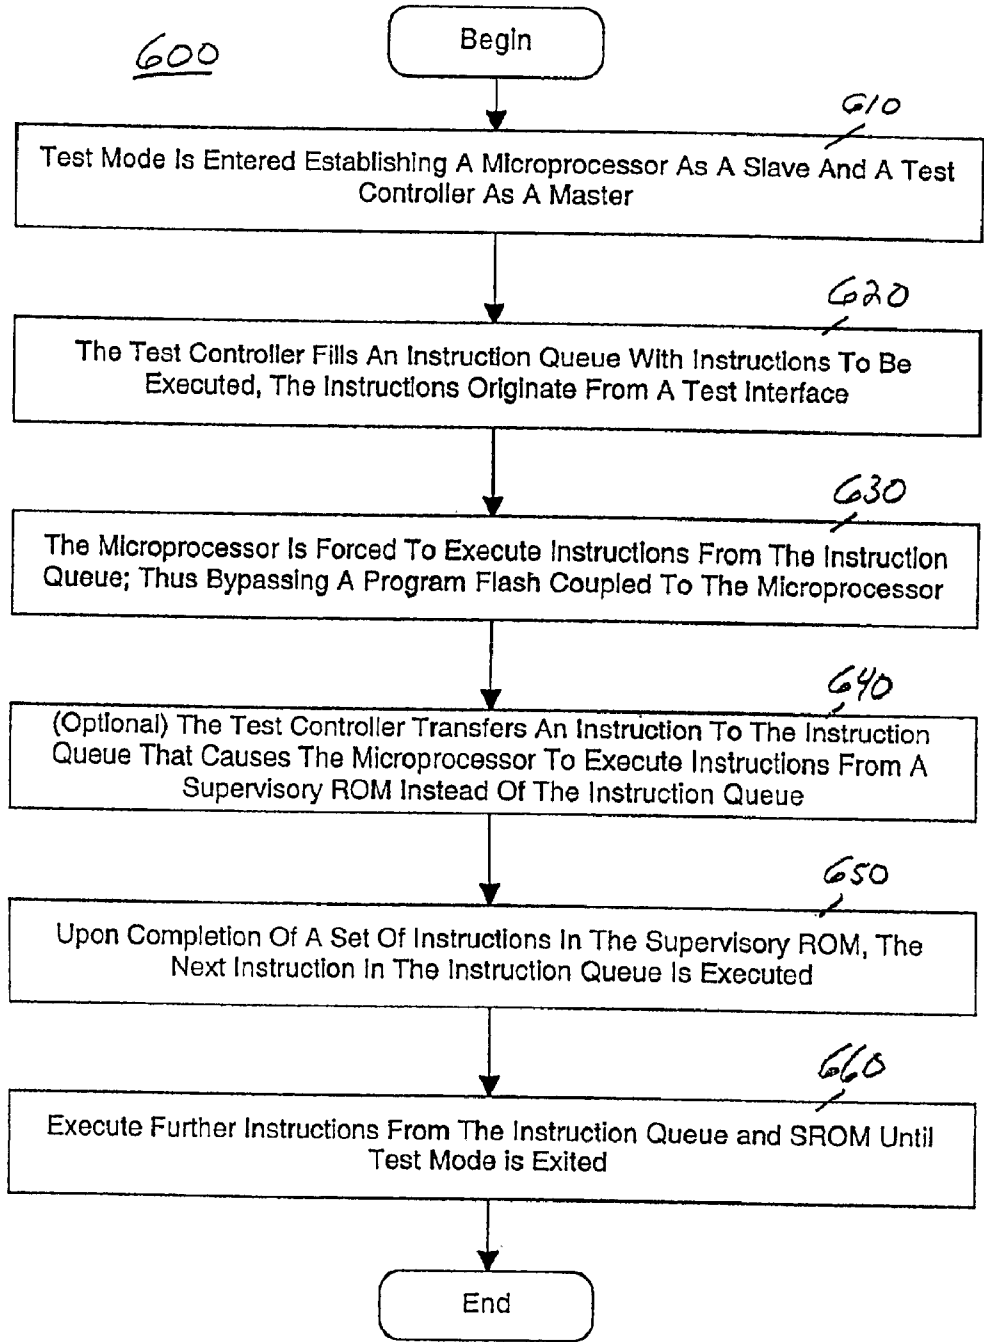 600
Begin
610
Test Mode Is Entered Establishing A Microprocessor As A Slave And A Test
Controller As A Master
620
The Test Controller Fills An Instruction Queue With Instructions To Be
Executed, The Instructions Originate From A Test Interface
630
The Microprocessor Is Forced To Execute Instructions From The Instruction
Queue; Thus Bypassing A Program Flash Coupled To The Microprocessor
640
(Optional) The Test Controller Transfers An Instruction To The Instruction
Queue That Causes The Microprocessor To Execute Instructions From A
Supervisory ROM Instead Of The Instruction Queue
650
Upon Completion Of A Set Of Instructions In The Supervisory ROM, The
Next Instruction In The Instruction Queue Is Executed
660
Execute Further Instructions From The Instruction Queue and SROM Until
Test Mode is Exited
End